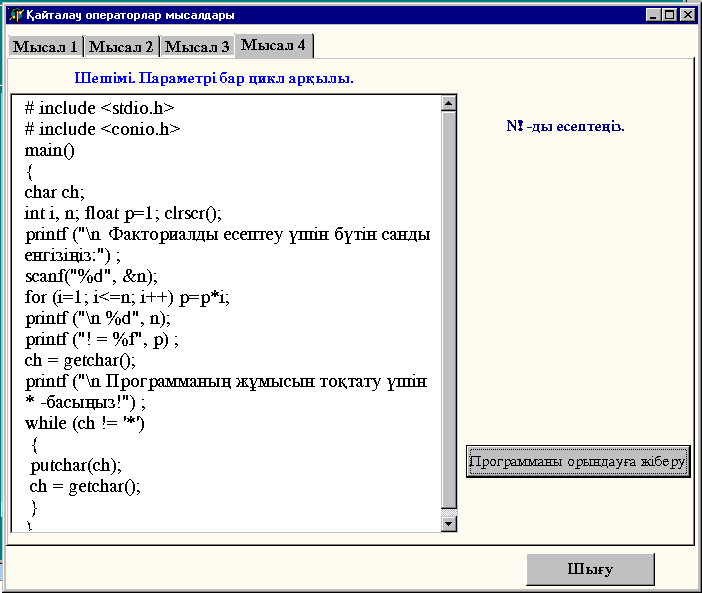 Қайталау операторлар мысалдары
Мысал 1 Мысал 2 Мысал 3 Мысал 4
Шешімі. Параметрі бар цикл арқылы.
# include <stdio.h>
# include <conio.h>
main()
{
char ch;
int i, n; float p=1; clrscr();
printf ("\n Факториалды есептеу үшін бүтін санды
енгізіңіз:") ;
scanf("%d", &n);
for (i=1; i<=n; i++) p=p*i;
printf ("\n %d", n);
printf ("! = %f", p) ;
ch = getchar();
printf ("\n Программаның жұмысын тоқтату үшін
* -басыңыз!") ;
while (ch != '*')
{
putchar(ch);
ch = getchar();
}
}
N! -ды есептеңіз.
Программаны орындауға жіберу
Шығу